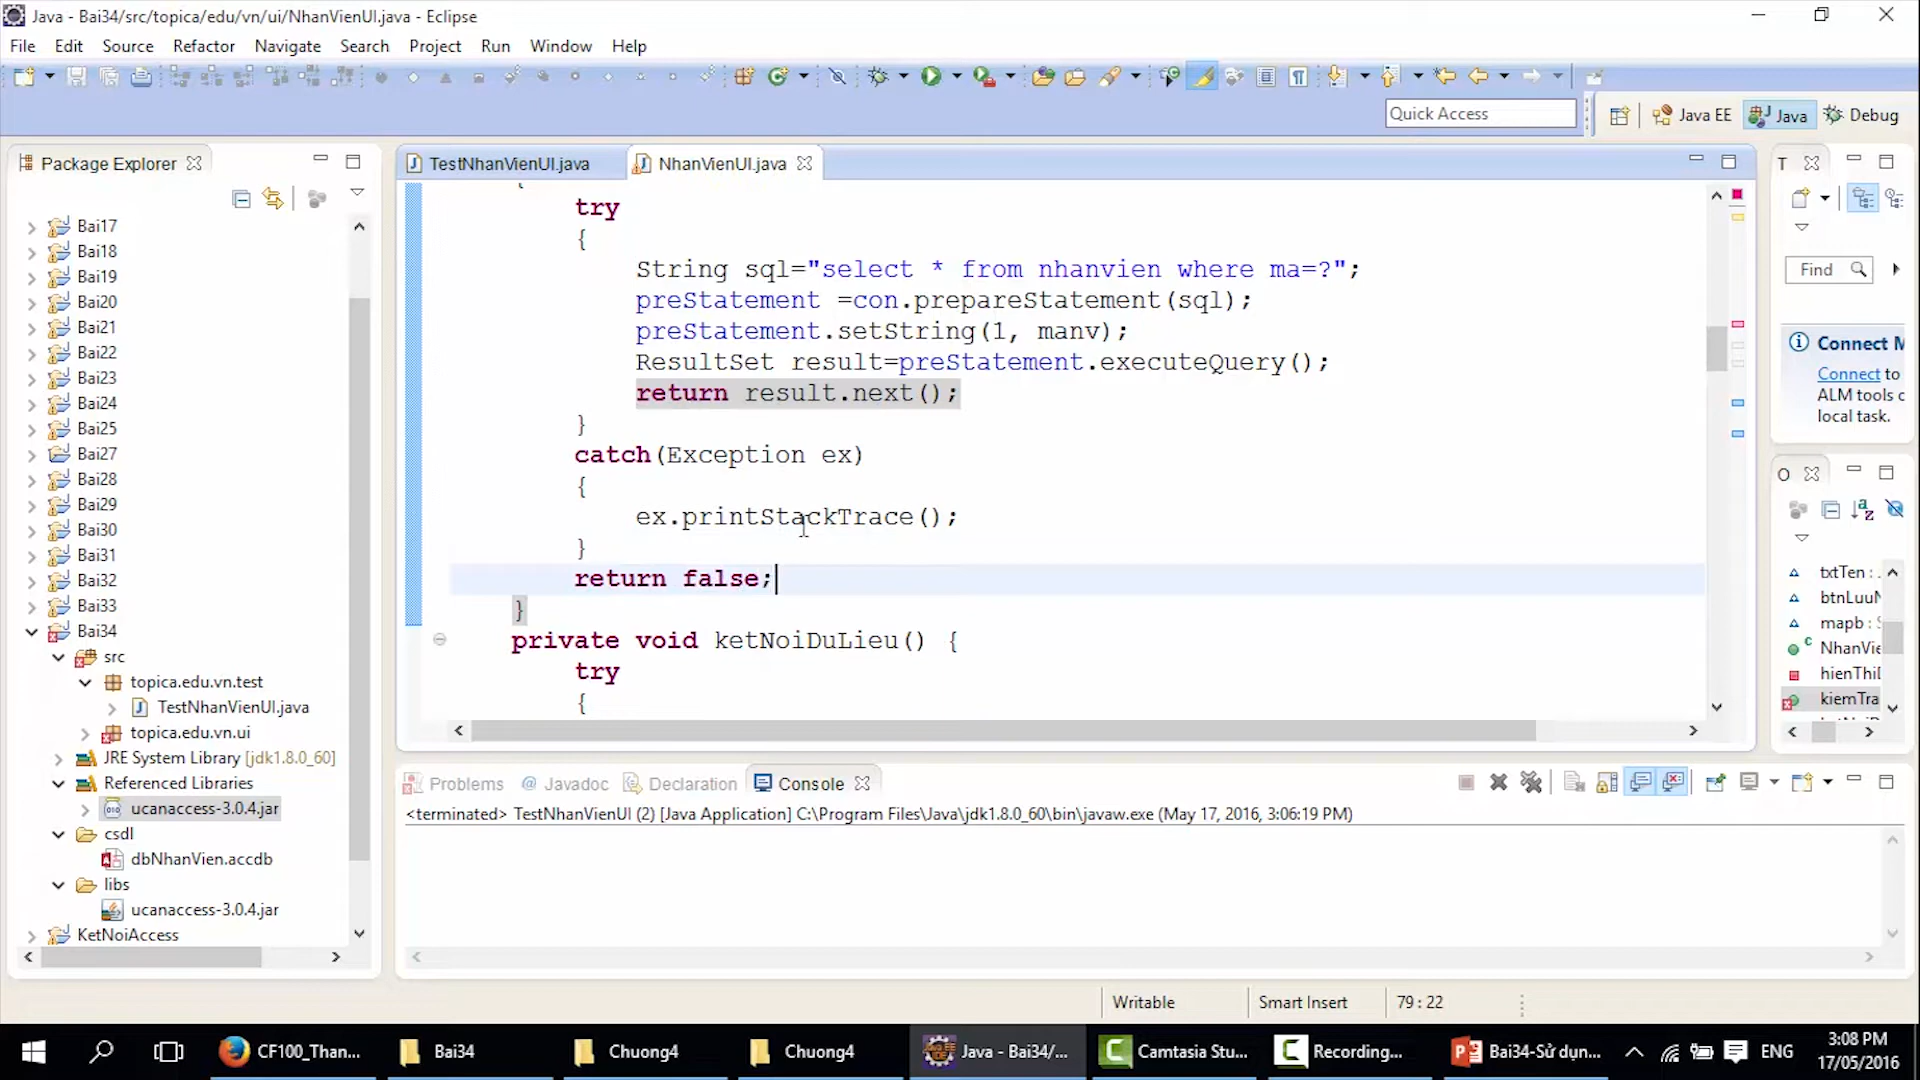 Java - Bai34/src/topica/edu/vn/ui/NhanVienUI.java - Eclipse
File Edit Source Refactor Navigate Search Project Run Window Help
Quick Access
Java EE
Java
Debug
Package Explorer
TestNhanVienUI.java
NhanVienUI.java
T
Bai17
Bai18
Bai19
Bai20
Bai21
Bai22
Bai23
Bai24
Bai25
Bai27
Bai28
Bai29
Bai30
Bai31
Bai32
Bai33
Bai34
src
topica.edu.vn.test
TestNhanVienUI.java
topica.edu.vn.ui
JRE System Library [jdk1.8.0_60]
Referenced Libraries
ucanaccess-3.0.4.jar
csdl
dbNhanVien.accdb
libs
ucanaccess-3.0.4.jar
KetNoiAccess
{
try
{
String sql="select * from nhanvien where ma=?";
preStatement =con.prepareStatement(sql);
preStatement.setString(1, manv);
ResultSet result=preStatement.executeQuery();
return result.next();
}
catch(Exception ex)
{
ex.printStackTrace();
}
return false;
}
private void ketNoiDuLieu() {
try
{
Find
Connect M
Connect to
ALM tools o
local task.
O
txtTen :
btnLuuN
mapb : S
NhanVie
hienThiD
kiemTra
Problems
Javadoc
Declaration
Console
<terminated> TestNhanVienUI (2) [Java Application] C:\Program Files\Java\jdk1.8.0_60\bin\javaw.exe (May 17, 2016, 3:06:19 PM)
Writable
Smart Insert
79 : 22
CF100_Than...
Bai34
Chuong4
Chuong4
Java - Bai34/...
Camtasia Stu...
Recording...
Bai34-Sử dụn...
ENG
3:08 PM
17/05/2016